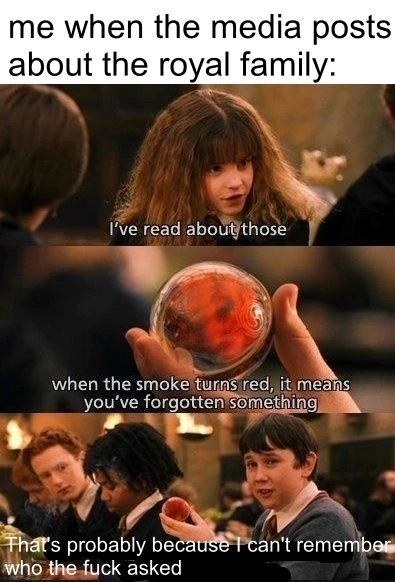 me when the media posts
about the royal family:
I've read about those
when the smoke turns red, it means
you've forgotten something
That's probably because I can't remember
who the fuck asked